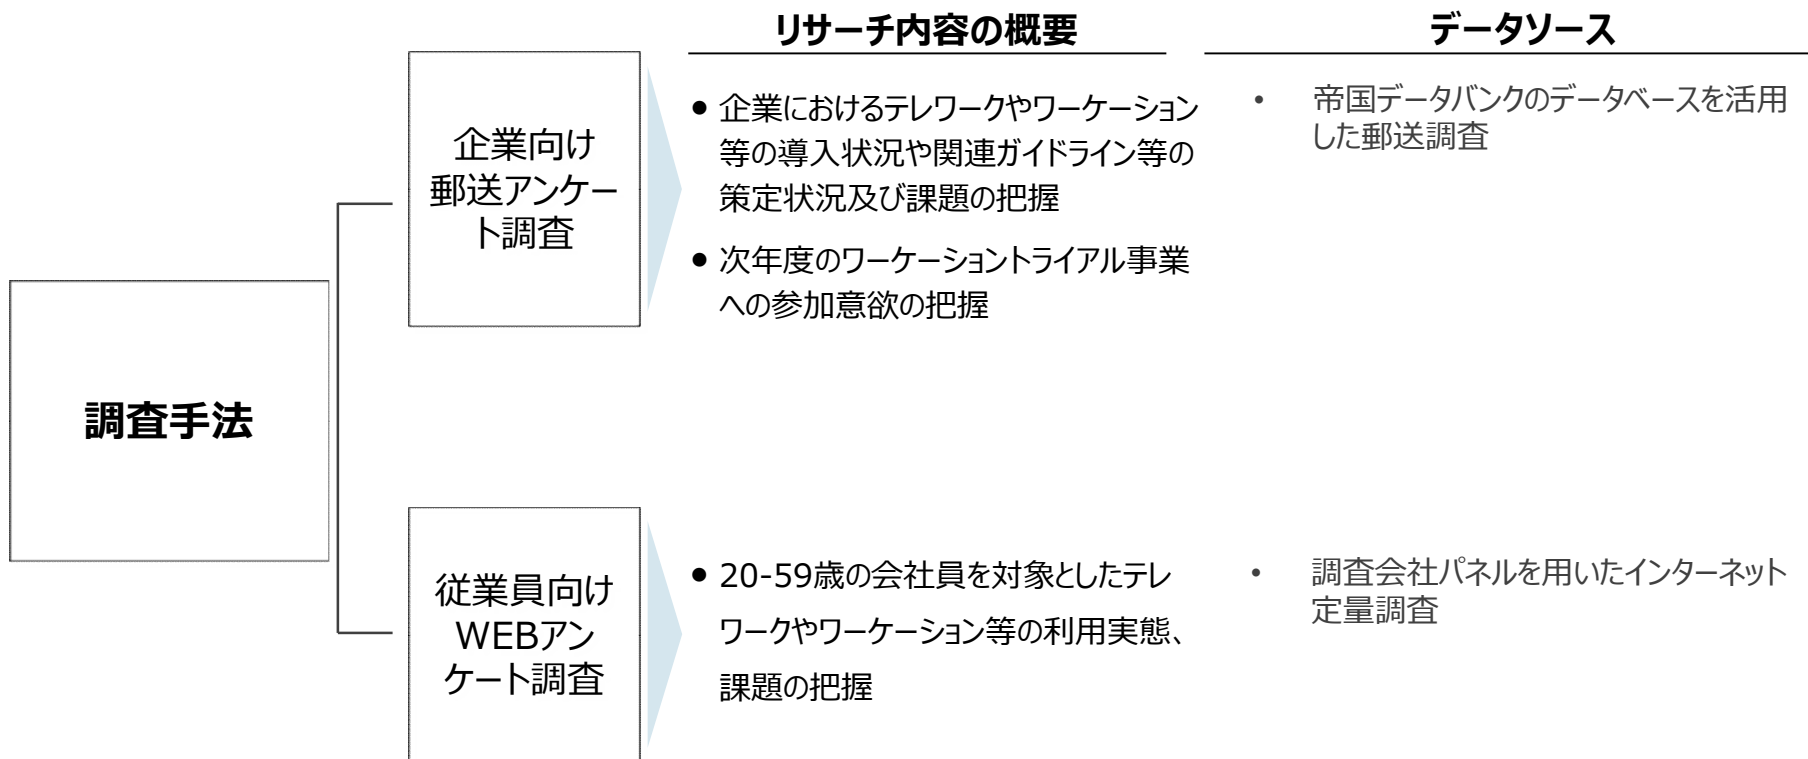 リサーチ内容の概要
データソース
調査手法
企業向け
郵送アンケー
ト調査
● 企業におけるテレワークやワーケーション
等の導入状況や関連ガイドライン等の
策定状況及び課題の把握
● 次年度のワーケーショントライアル事業
への参加意欲の把握
• 帝国データバンクのデータベースを活用
した郵送調査
従業員向け
WEBアン
ケート調査
● 20-59歳の会社員を対象としたテレ
ワークやワーケーション等の利用実態、
課題の把握
• 調査会社パネルを用いたインターネット
定量調査